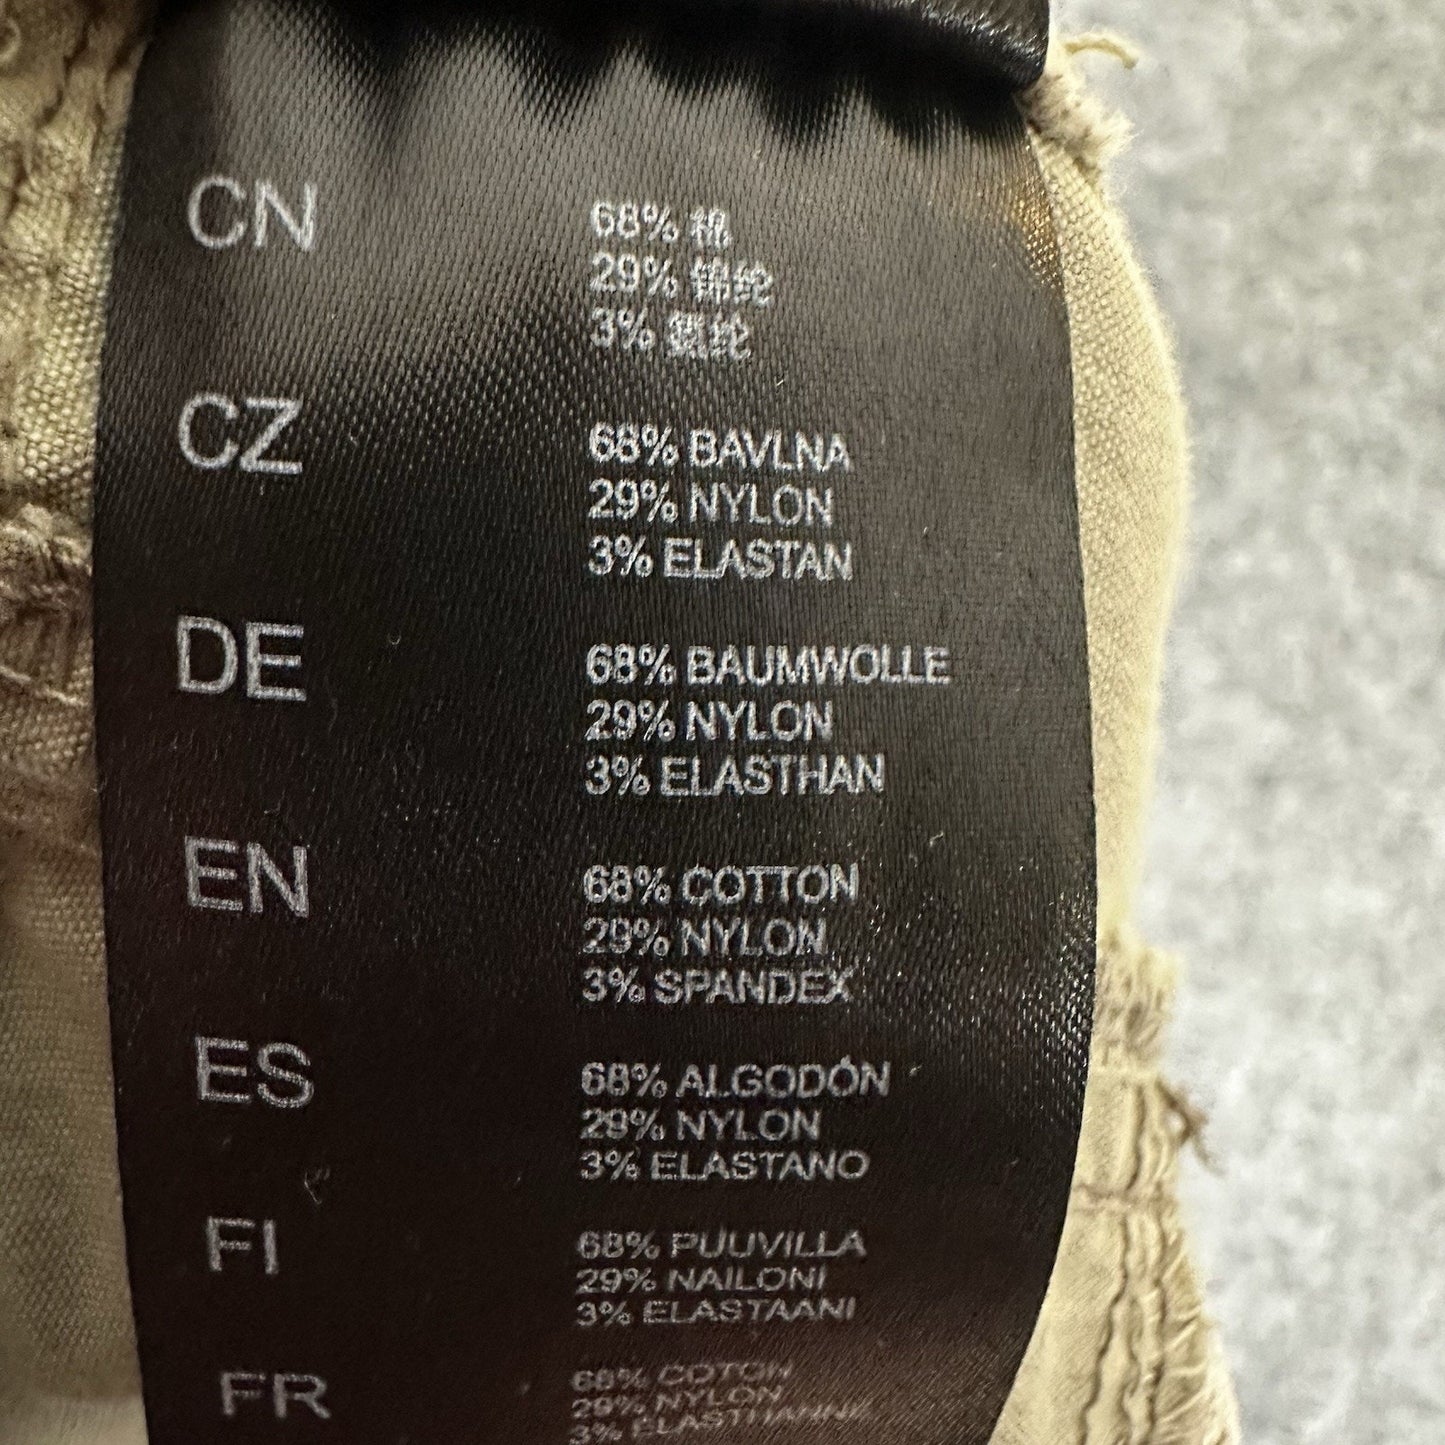 CN
68% 棉
29% 锦纶
3% 氨纶
CZ
68% BAVLNA
29% NYLON
3% ELASTAN
DE
68% BAUMWOLLE
29% NYLON
3% ELASTHAN
EN
68% COTTON
29% NYLON
3% SPANDEX
ES
68% ALGODÓN
29% NYLON
3% ELASTANO
FI
68% PUUVILLA
29% NAILONI
3% ELASTAANI
FR
68% COTON
29% NYLON
3% ELASTHANNE